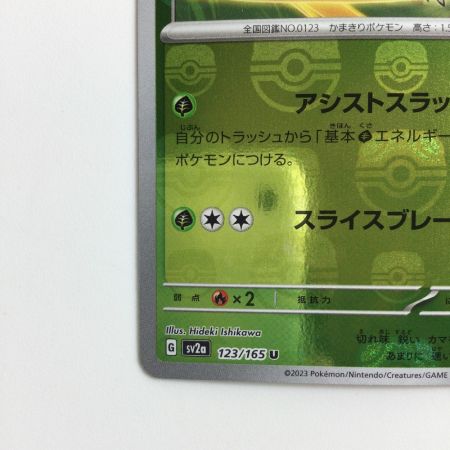 全国図鑑NO.0123 かまきりポケモン 高さ:1.5
アシストスラッ
自分のトラッシュから「基本エネルギー
ポケモンにつける。
スライスブレー
弱点 ×2 抵抗力
Illus. Hideki Ishikawa
切れ味 鋭い カマ
G sv2a 123/165 U
あまりに 速い
©2023 Pokémon/Nintendo/Creatures/GAME